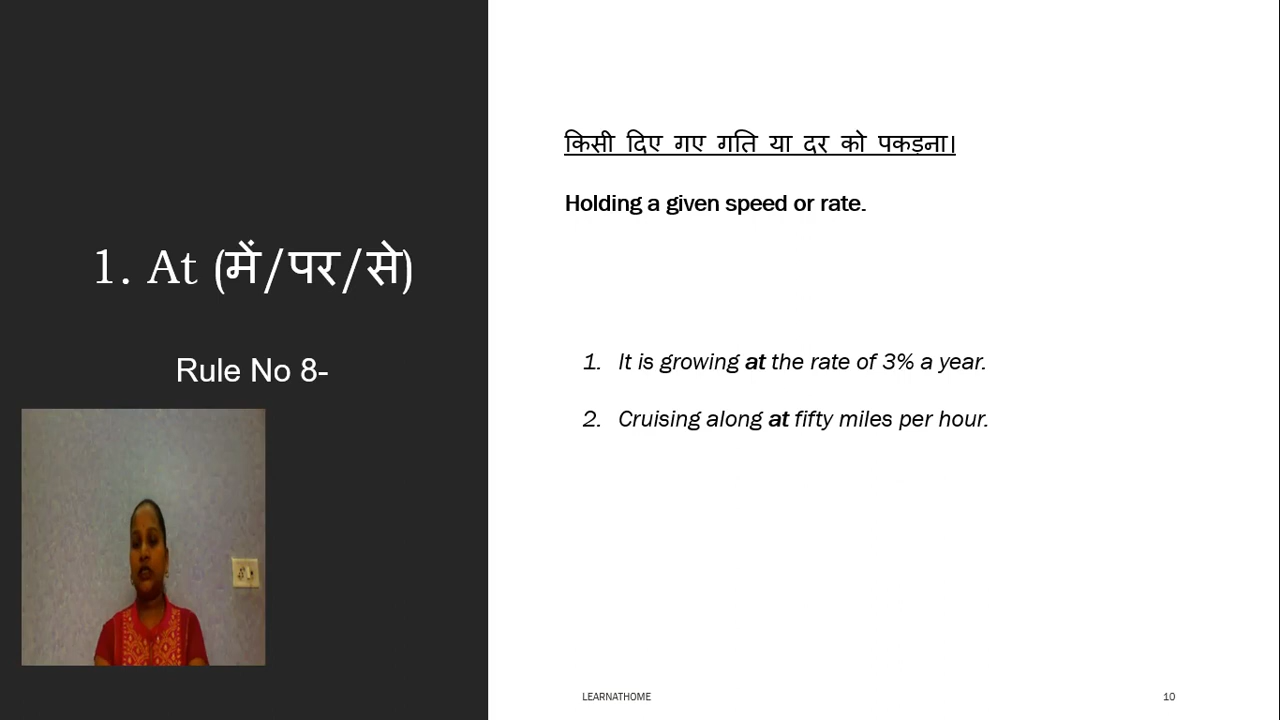 1. At (में/पर/से)
Rule No 8-
किसी दिए गए गति या दर को पकड़ना।
Holding a given speed or rate.
1. It is growing at the rate of 3% a year.
2. Cruising along at fifty miles per hour.
LEARNATHOME
10